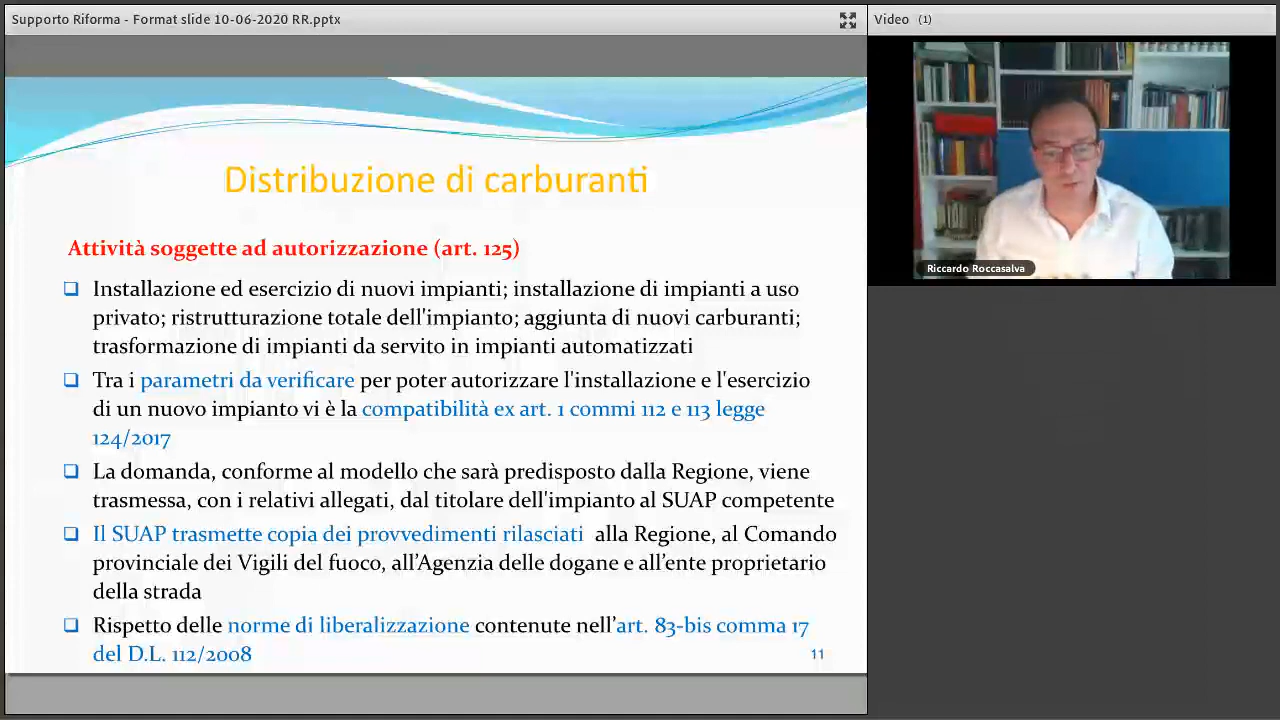 Supporto Riforma - Format slide 10-06-2020 RR.pptx
Video (1)
Distribuzione di carburanti
Attività soggette ad autorizzazione (art. 125)
Installazione ed esercizio di nuovi impianti; installazione di impianti a uso
privato; ristrutturazione totale dell'impianto; aggiunta di nuovi carburanti;
trasformazione di impianti da servito in impianti automatizzati
Tra i parametri da verificare per poter autorizzare l'installazione e l'esercizio
di un nuovo impianto vi è la compatibilità ex art. 1 commi 112 e 113 legge
124/2017
La domanda, conforme al modello che sarà predisposto dalla Regione, viene
trasmessa, con i relativi allegati, dal titolare dell'impianto al SUAP competente
Il SUAP trasmette copia dei provvedimenti rilasciati alla Regione, al Comando
provinciale dei Vigili del fuoco, all’Agenzia delle dogane e all’ente proprietario
della strada
Rispetto delle norme di liberalizzazione contenute nell’art. 83-bis comma 17
del D.L. 112/2008
11
Riccardo Roccasalva